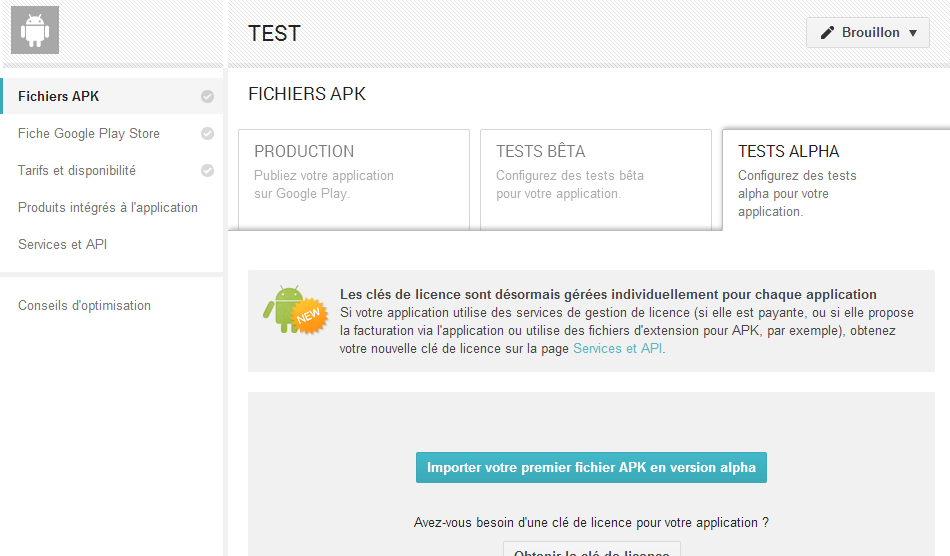 TEST
Brouillon
Fichiers APK
Fiche Google Play Store
Tarifs et disponibilité
Produits intégrés à l'application
Services et API
Conseils d'optimisation
FICHIERS APK
PRODUCTION
Publiez votre application
sur Google Play.
TESTS BÊTA
Configurez des tests bêta
pour votre application.
TESTS ALPHA
Configurez des tests
alpha pour votre
application.
NEW
Les clés de licence sont désormais gérées individuellement pour chaque application
Si votre application utilise des services de gestion de licence (si elle est payante, ou si elle propose
la facturation via l'application ou utilise des fichiers d'extension pour APK, par exemple), obtenez
votre nouvelle clé de licence sur la page Services et API.
Importer votre premier fichier APK en version alpha
Avez-vous besoin d'une clé de licence pour votre application ?
Obtenir la clé de licence